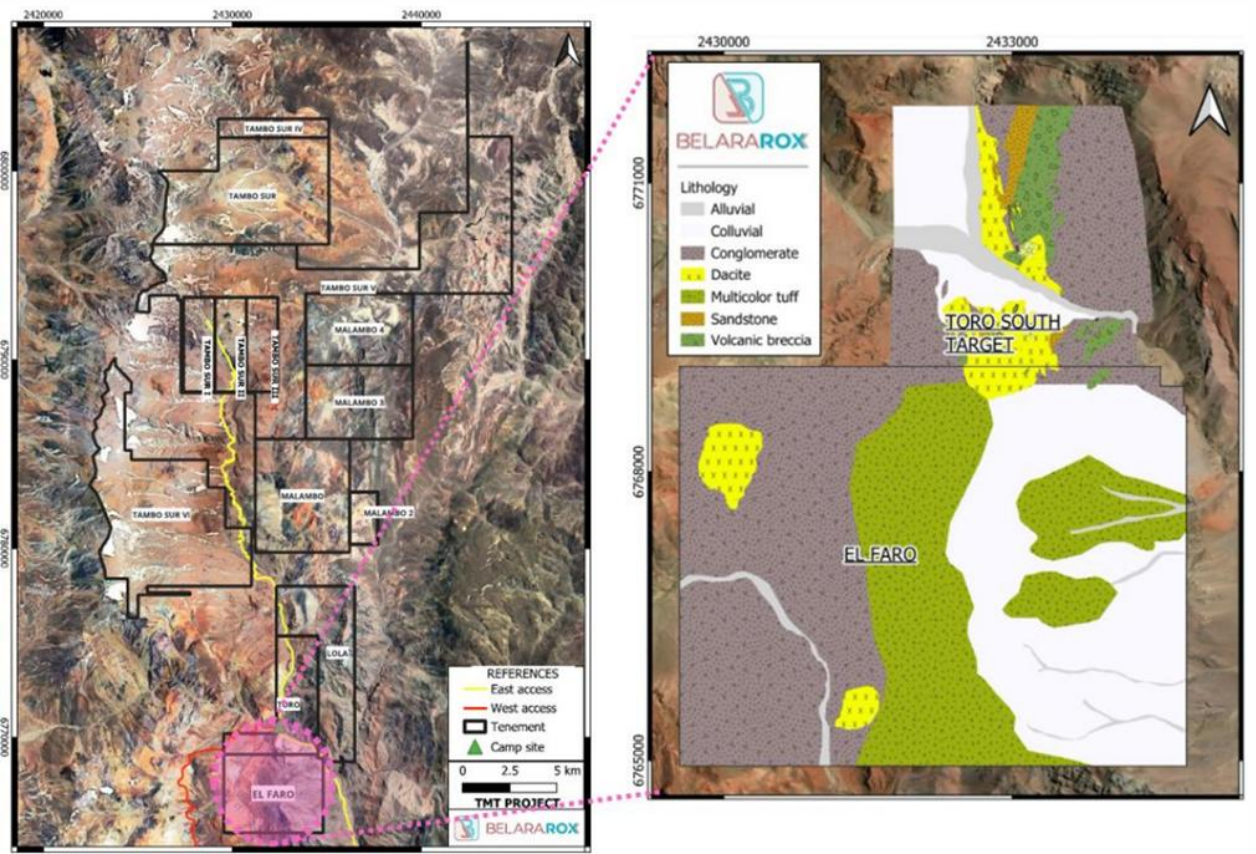 2420000
2430000
2440000
6800000
6790000
6780000
6770000
TAMBO SUR IV
TAMBO SUR
TAMBO SUR V
TAMBO SUR I
TAMBO SUR II
TAMBO SUR III
MALAMBO 4
MALAMBO 3
MALAMBO
MALAMBO 2
TAMBO SUR VI
LOLA
TORO
EL FARO
REFERENCES
East access
West access
Tenement
Camp site
0 2.5 5 km
TMT PROJECT
BELARAROX
2430000
2433000
6771000
6768000
6765000
BELARAROX
Lithology
Alluvial
Colluvial
Conglomerate
Dacite
Multicolor tuff
Sandstone
Volcanic breccia
TORO SOUTH
TARGET
EL FARO